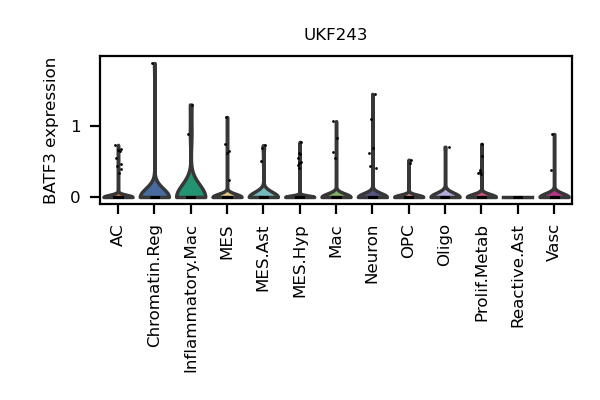 UKF243
BATF3 expression
1
0
AC
Chromatin.Reg
Inflammatory.Mac
MES
MES.Ast
MES.Hyp
Mac
Neuron
OPC
Oligo
Prolif.Metab
Reactive.Ast
Vasc